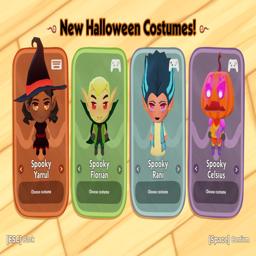 New Halloween Costumes!
Spooky Yamul
Choose costume
Spooky Florian
Choose costume
Spooky Rani
Choose costume
Spooky Celsius
Choose costume
[ESC] Back
[Space] Confirm